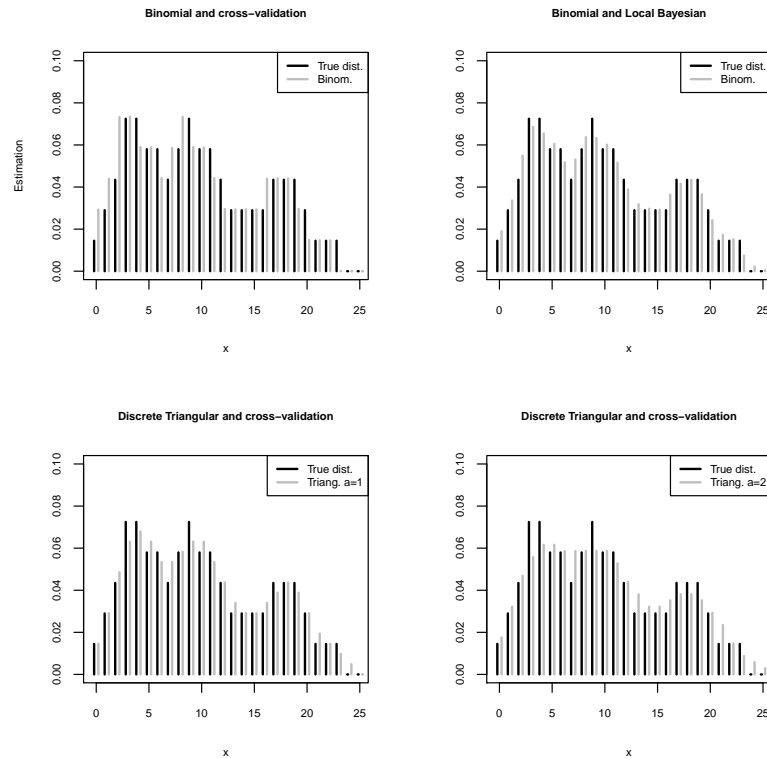 Binomial and cross−validation
Estimation
0.00 0.02 0.04 0.06 0.08 0.10
True dist.
Binom.
0 5 10 15 20 25
x
Binomial and Local Bayesian
0.00 0.02 0.04 0.06 0.08 0.10
True dist.
Binom.
0 5 10 15 20 25
x
Discrete Triangular and cross−validation
0.00 0.02 0.04 0.06 0.08 0.10
True dist.
Triang. a=1
0 5 10 15 20 25
x
Discrete Triangular and cross−validation
0.00 0.02 0.04 0.06 0.08 0.10
True dist.
Triang. a=2
0 5 10 15 20 25
x